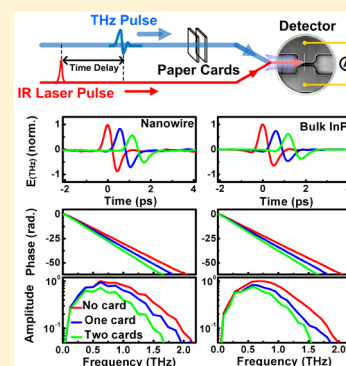 THz Pulse
Detector
Time Delay
Paper Cards
IR Laser Pulse
E(THz) (norm.)
1
0
-1
Nanowire
Bulk InP
-2 0 2 4
-2 0 2 4
Time (ps)
Time (ps)
Phase (rad.)
0
-25
-50
Amplitude
10⁰
10⁻¹
No card
One card
Two cards
0.0 0.5 1.0 1.5 2.0
0.0 0.5 1.0 1.5 2.0
Frequency (THz)
Frequency (THz)